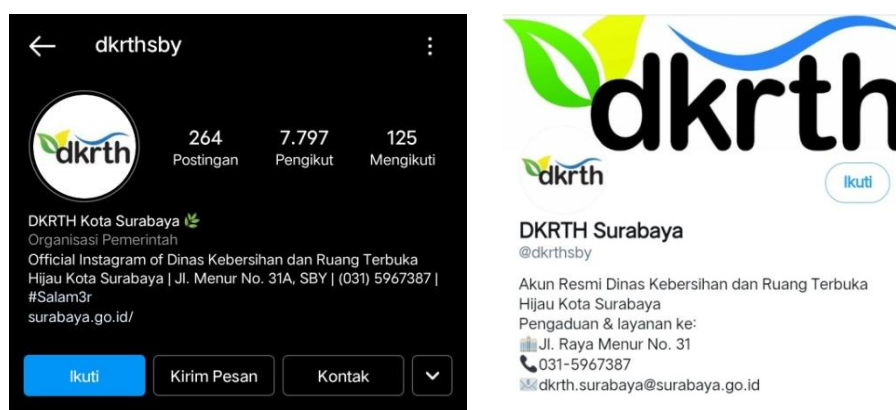 dkrthsby
dkrth
264 7.797 125
Postingan Pengikut Mengikuti
DKRTH Kota Surabaya
Organisasi Pemerintah
Official Instagram of Dinas Kebersihan dan Ruang Terbuka
Hijau Kota Surabaya | Jl. Menur No. 31A, SBY | (031) 5967387 |
#Salam3r
surabaya.go.id/
Ikuti Kirim Pesan Kontak
dkrth
dkrth
Ikuti
DKRTH Surabaya
@dkrthsby
Akun Resmi Dinas Kebersihan dan Ruang Terbuka
Hijau Kota Surabaya
Pengaduan & layanan ke:
Jl. Raya Menur No. 31
031-5967387
dkrth.surabaya@surabaya.go.id